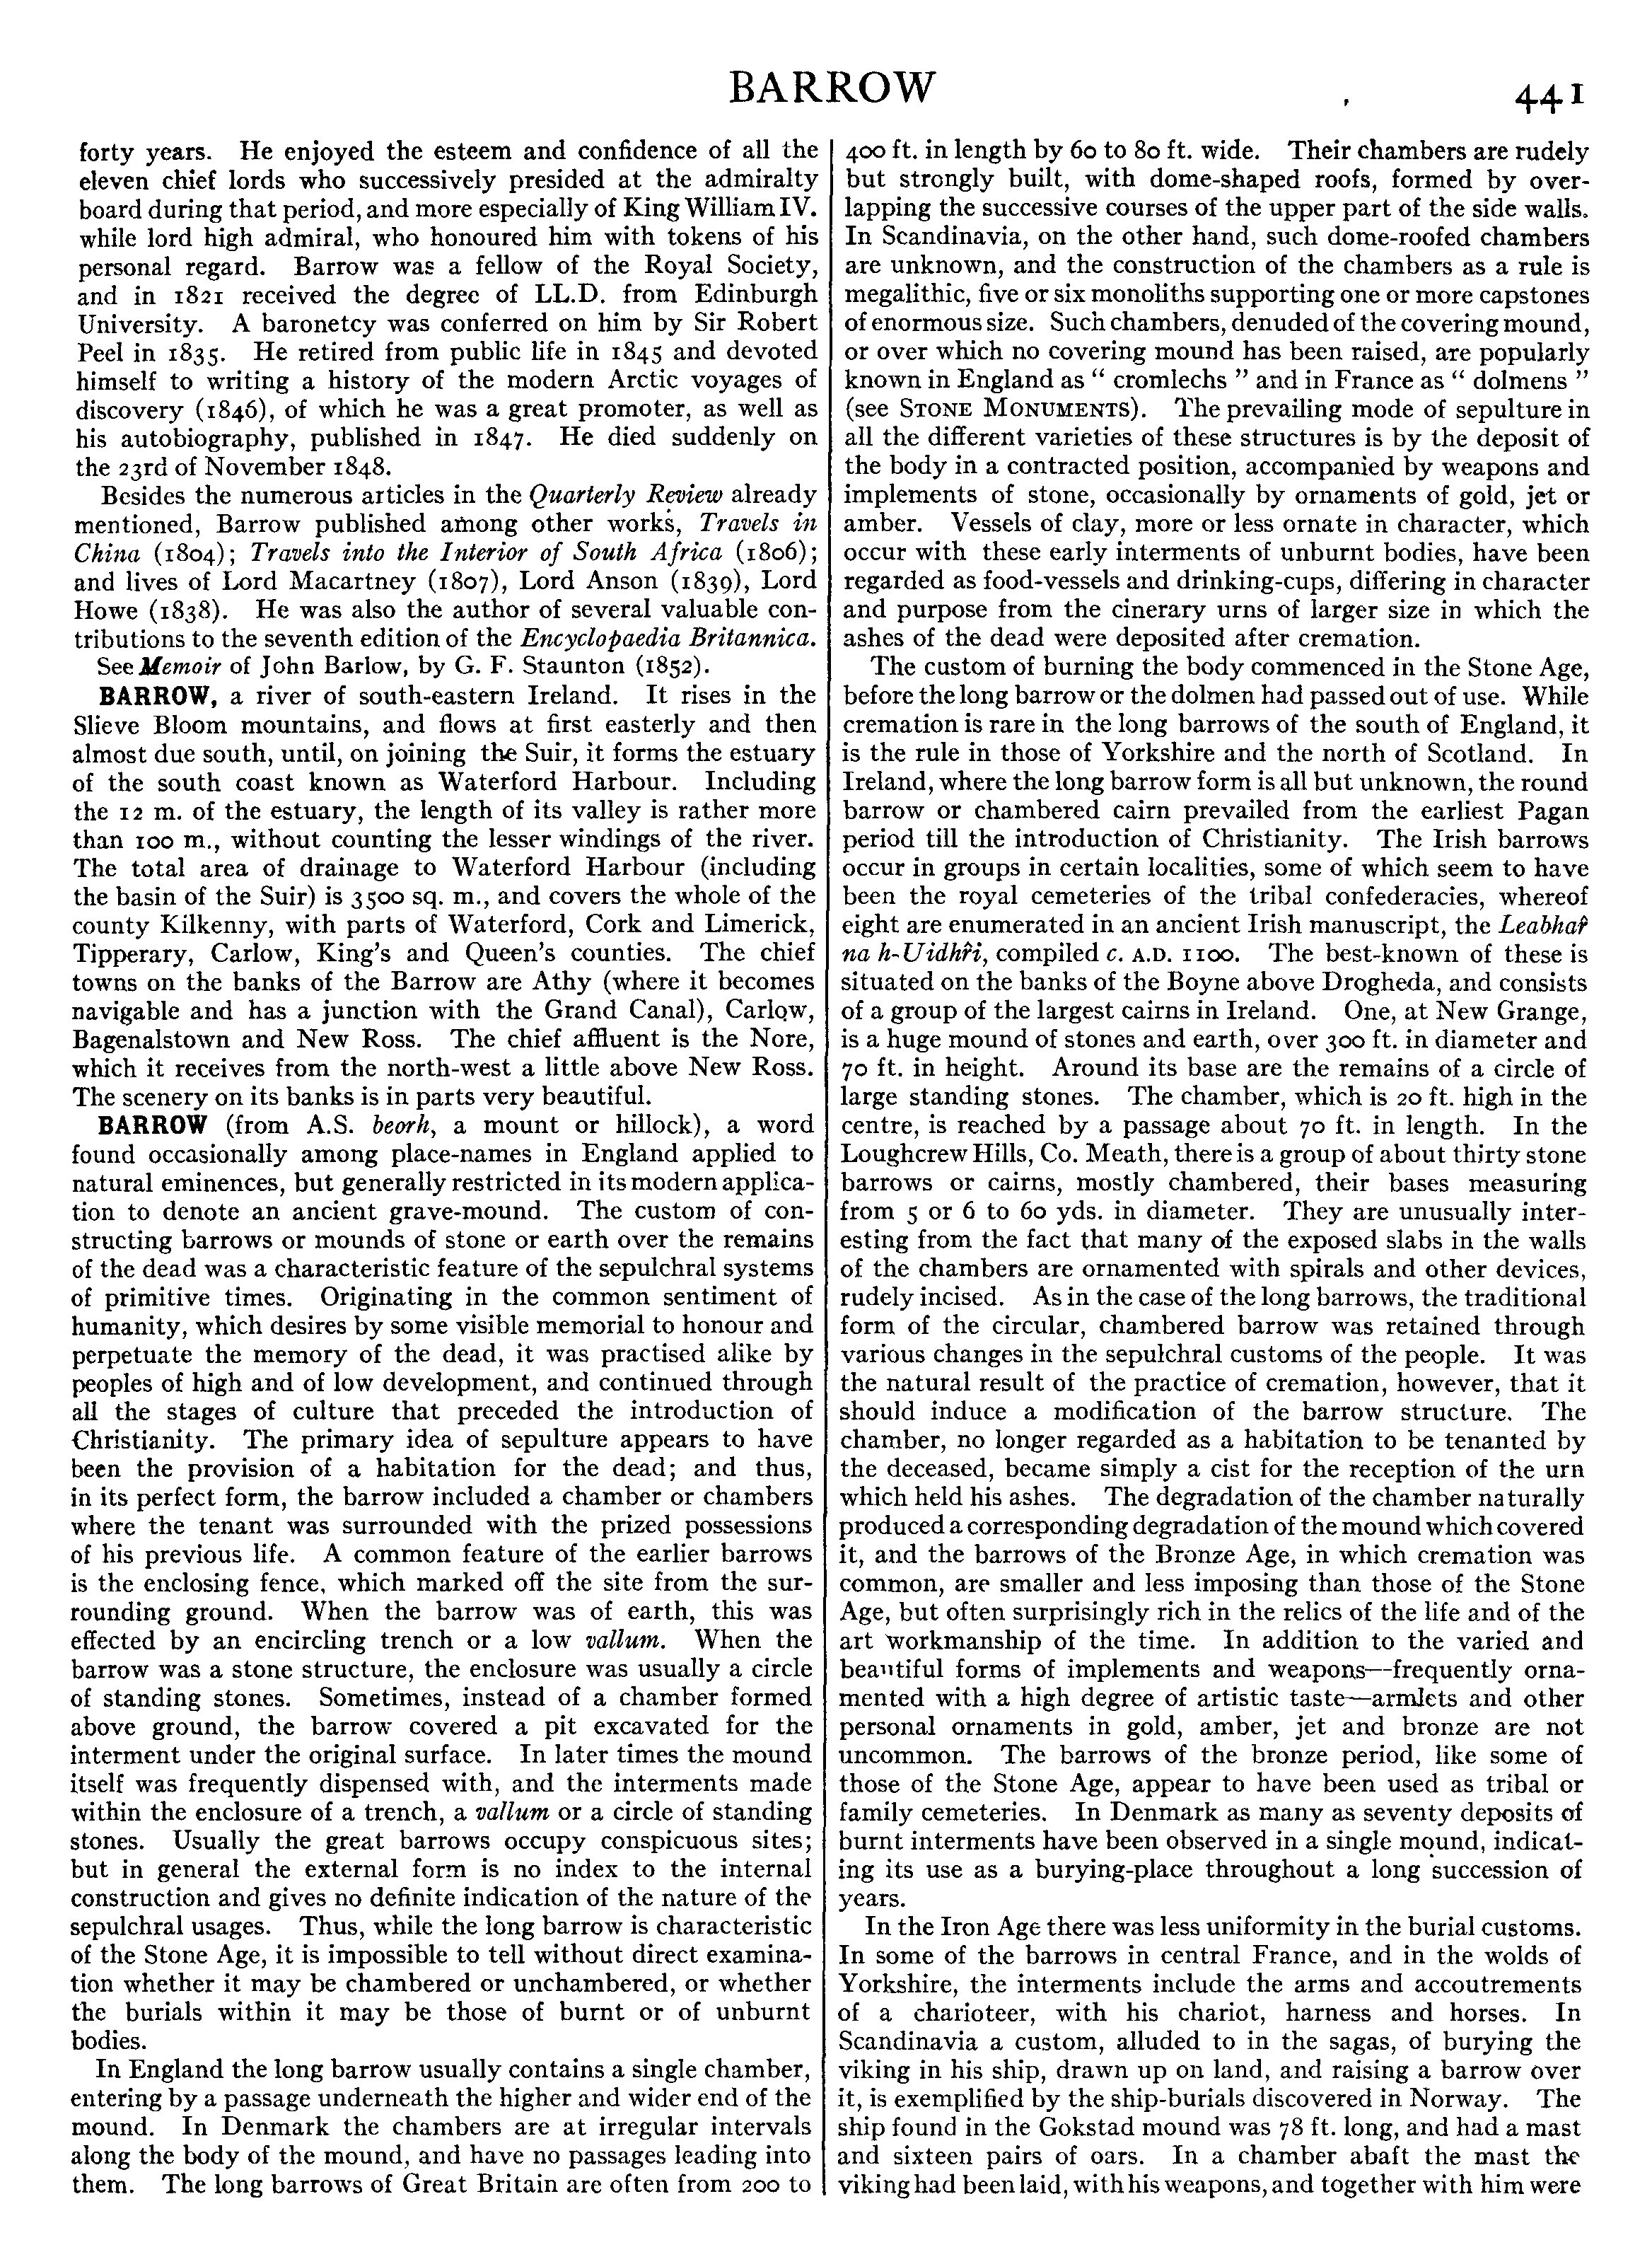 BARROW
441
forty years. He enjoyed the esteem and confidence of all the
eleven chief lords who successively presided at the admiralty
board during that period, and more especially of King William IV.
while lord high admiral, who honoured him with tokens of his
personal regard. Barrow was a fellow of the Royal Society,
and in 1821 received the degree of LL.D. from Edinburgh
University. A baronetcy was conferred on him by Sir Robert
Peel in 1835. He retired from public life in 1845 and devoted
himself to writing a history of the modern Arctic voyages of
discovery (1846), of which he was a great promoter, as well as
his autobiography, published in 1847. He died suddenly on
the 23rd of November 1848.
Besides the numerous articles in the Quarterly Review already
mentioned, Barrow published among other works, Travels in
China (1804); Travels into the Interior of South Africa (1806);
and lives of Lord Macartney (1807), Lord Anson (1839), Lord
Howe (1838). He was also the author of several valuable con-
tributions to the seventh edition of the Encyclopaedia Britannica.
See Memoir of John Barlow, by G. F. Staunton (1852).
BARROW, a river of south-eastern Ireland. It rises in the
Slieve Bloom mountains, and flows at first easterly and then
almost due south, until, on joining the Suir, it forms the estuary
of the south coast known as Waterford Harbour. Including
the 12 m. of the estuary, the length of its valley is rather more
than 100 m., without counting the lesser windings of the river.
The total area of drainage to Waterford Harbour (including
the basin of the Suir) is 3500 sq. m., and covers the whole of the
county Kilkenny, with parts of Waterford, Cork and Limerick,
Tipperary, Carlow, King's and Queen's counties. The chief
towns on the banks of the Barrow are Athy (where it becomes
navigable and has a junction with the Grand Canal), Carlow,
Bagenalstown and New Ross. The chief affluent is the Nore,
which it receives from the north-west a little above New Ross.
The scenery on its banks is in parts very beautiful.
BARROW (from A.S. beorh, a mount or hillock), a word
found occasionally among place-names in England applied to
natural eminences, but generally restricted in its modern applica-
tion to denote an ancient grave-mound. The custom of con-
structing barrows or mounds of stone or earth over the remains
of the dead was a characteristic feature of the sepulchral systems
of primitive times. Originating in the common sentiment of
humanity, which desires by some visible memorial to honour and
perpetuate the memory of the dead, it was practised alike by
peoples of high and of low development, and continued through
all the stages of culture that preceded the introduction of
Christianity. The primary idea of sepulture appears to have
been the provision of a habitation for the dead; and thus,
in its perfect form, the barrow included a chamber or chambers
where the tenant was surrounded with the prized possessions
of his previous life. A common feature of the earlier barrows
is the enclosing fence, which marked off the site from the sur-
rounding ground. When the barrow was of earth, this was
effected by an encircling trench or a low vallum. When the
barrow was a stone structure, the enclosure was usually a circle
of standing stones. Sometimes, instead of a chamber formed
above ground, the barrow covered a pit excavated for the
interment under the original surface. In later times the mound
itself was frequently dispensed with, and the interments made
within the enclosure of a trench, a vallum or a circle of standing
stones. Usually the great barrows occupy conspicuous sites;
but in general the external form is no index to the internal
construction and gives no definite indication of the nature of the
sepulchral usages. Thus, while the long barrow is characteristic
of the Stone Age, it is impossible to tell without direct examina-
tion whether it may be chambered or unchambered, or whether
the burials within it may be those of burnt or of unburnt
bodies.
In England the long barrow usually contains a single chamber,
entering by a passage underneath the higher and wider end of the
mound. In Denmark the chambers are at irregular intervals
along the body of the mound, and have no passages leading into
them. The long barrows of Great Britain are often from 200 to
400 ft. in length by 60 to 80 ft. wide. Their chambers are rudely
but strongly built, with dome-shaped roofs, formed by over-
lapping the successive courses of the upper part of the side walls.
In Scandinavia, on the other hand, such dome-roofed chambers
are unknown, and the construction of the chambers as a rule is
megalithic, five or six monoliths supporting one or more capstones
of enormous size. Such chambers, denuded of the covering mound,
or over which no covering mound has been raised, are popularly
known in England as “ cromlechs ” and in France as “ dolmens ”
(see STONE MONUMENTS). The prevailing mode of sepulture in
all the different varieties of these structures is by the deposit of
the body in a contracted position, accompanied by weapons and
implements of stone, occasionally by ornaments of gold, jet or
amber. Vessels of clay, more or less ornate in character, which
occur with these early interments of unburnt bodies, have been
regarded as food-vessels and drinking-cups, differing in character
and purpose from the cinerary urns of larger size in which the
ashes of the dead were deposited after cremation.
The custom of burning the body commenced in the Stone Age,
before the long barrow or the dolmen had passed out of use. While
cremation is rare in the long barrows of the south of England, it
is the rule in those of Yorkshire and the north of Scotland. In
Ireland, where the long barrow form is all but unknown, the round
barrow or chambered cairn prevailed from the earliest Pagan
period till the introduction of Christianity. The Irish barrows
occur in groups in certain localities, some of which seem to have
been the royal cemeteries of the tribal confederacies, whereof
eight are enumerated in an ancient Irish manuscript, the Leabhar̂
na h-Uidhr̂i, compiled c. A.D. 1100. The best-known of these is
situated on the banks of the Boyne above Drogheda, and consists
of a group of the largest cairns in Ireland. One, at New Grange,
is a huge mound of stones and earth, over 300 ft. in diameter and
70 ft. in height. Around its base are the remains of a circle of
large standing stones. The chamber, which is 20 ft. high in the
centre, is reached by a passage about 70 ft. in length. In the
Loughcrew Hills, Co. Meath, there is a group of about thirty stone
barrows or cairns, mostly chambered, their bases measuring
from 5 or 6 to 60 yds. in diameter. They are unusually inter-
esting from the fact that many of the exposed slabs in the walls
of the chambers are ornamented with spirals and other devices,
rudely incised. As in the case of the long barrows, the traditional
form of the circular, chambered barrow was retained through
various changes in the sepulchral customs of the people. It was
the natural result of the practice of cremation, however, that it
should induce a modification of the barrow structure. The
chamber, no longer regarded as a habitation to be tenanted by
the deceased, became simply a cist for the reception of the urn
which held his ashes. The degradation of the chamber naturally
produced a corresponding degradation of the mound which covered
it, and the barrows of the Bronze Age, in which cremation was
common, are smaller and less imposing than those of the Stone
Age, but often surprisingly rich in the relics of the life and of the
art workmanship of the time. In addition to the varied and
beautiful forms of implements and weapons—frequently orna-
mented with a high degree of artistic taste—armlets and other
personal ornaments in gold, amber, jet and bronze are not
uncommon. The barrows of the bronze period, like some of
those of the Stone Age, appear to have been used as tribal or
family cemeteries. In Denmark as many as seventy deposits of
burnt interments have been observed in a single mound, indicat-
ing its use as a burying-place throughout a long succession of
years.
In the Iron Age there was less uniformity in the burial customs.
In some of the barrows in central France, and in the wolds of
Yorkshire, the interments include the arms and accoutrements
of a charioteer, with his chariot, harness and horses. In
Scandinavia a custom, alluded to in the sagas, of burying the
viking in his ship, drawn up on land, and raising a barrow over
it, is exemplified by the ship-burials discovered in Norway. The
ship found in the Gokstad mound was 78 ft. long, and had a mast
and sixteen pairs of oars. In a chamber abaft the mast the
viking had been laid, with his weapons, and together with him were